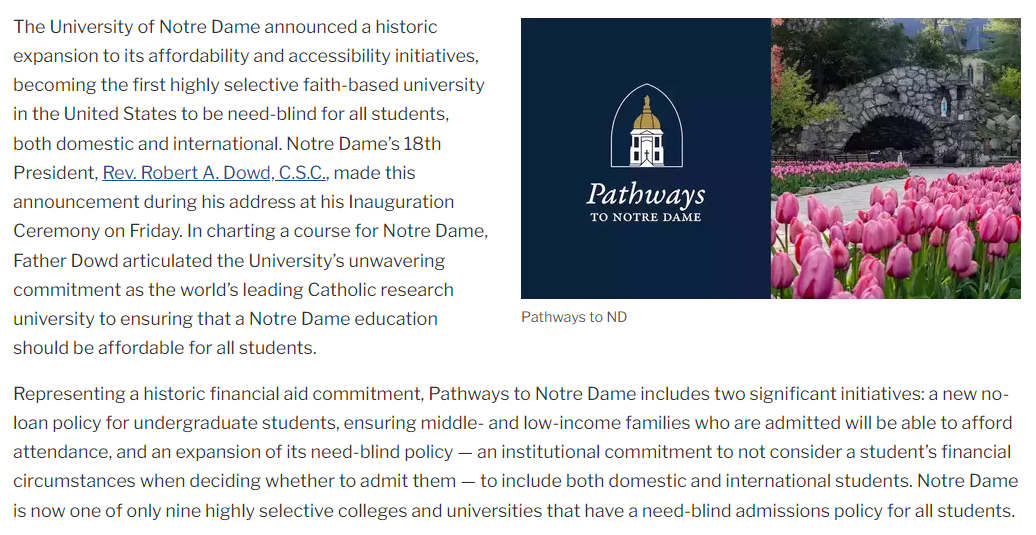 The University of Notre Dame announced a historic
expansion to its affordability and accessibility initiatives,
becoming the first highly selective faith-based university
in the United States to be need-blind for all students,
both domestic and international. Notre Dame’s 18th
President, Rev. Robert A. Dowd, C.S.C., made this
announcement during his address at his Inauguration
Ceremony on Friday. In charting a course for Notre Dame,
Father Dowd articulated the University’s unwavering
commitment as the world’s leading Catholic research
university to ensuring that a Notre Dame education
should be affordable for all students.
Pathways
TO NOTRE DAME
Pathways to ND
Representing a historic financial aid commitment, Pathways to Notre Dame includes two significant initiatives: a new no-
loan policy for undergraduate students, ensuring middle- and low-income families who are admitted will be able to afford
attendance, and an expansion of its need-blind policy — an institutional commitment to not consider a student’s financial
circumstances when deciding whether to admit them — to include both domestic and international students. Notre Dame
is now one of only nine highly selective colleges and universities that have a need-blind admissions policy for all students.